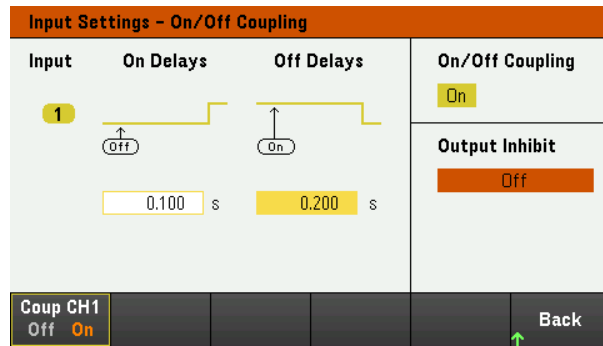 Input Settings - On/Off Coupling
Input On Delays Off Delays
1
Off On
0.100 s 0.200 s
On/Off Coupling
On
Output Inhibit
Off
Coup CH1
Off On
Back